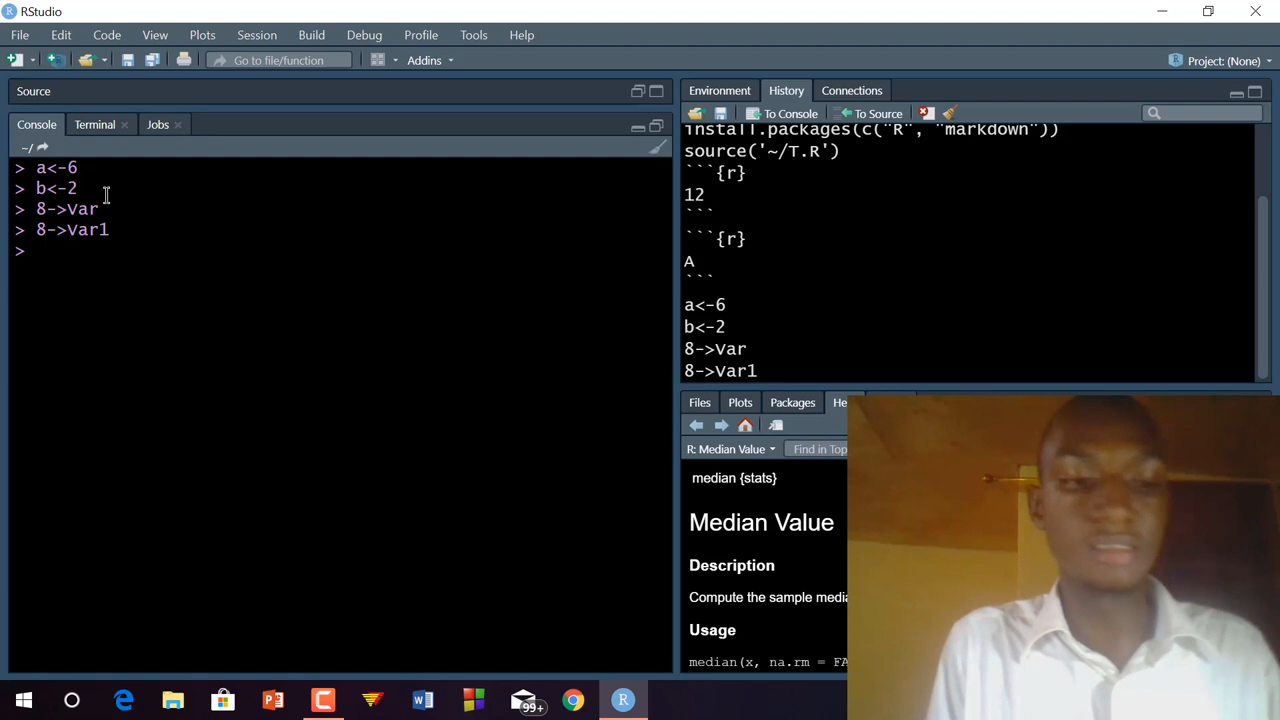 RStudio
File Edit Code View Plots Session Build Debug Profile Tools Help
Go to file/function Addins Project: (None)
Source
Console Terminal Jobs
~/
> a<-6
> b<-2
> 8->Var
> 8->Var1
>
Environment History Connections
To Console To Source
install.packages(c("R", "markdown"))
source('~/T.R')
```{r}
12
```
```{r}
A
```
a<-6
b<-2
8->Var
8->Var1
Files Plots Packages He
R: Median Value Find in Top
median {stats}
Median Value
Description
Compute the sample media
Usage
median(x, na.rm = FA
99+